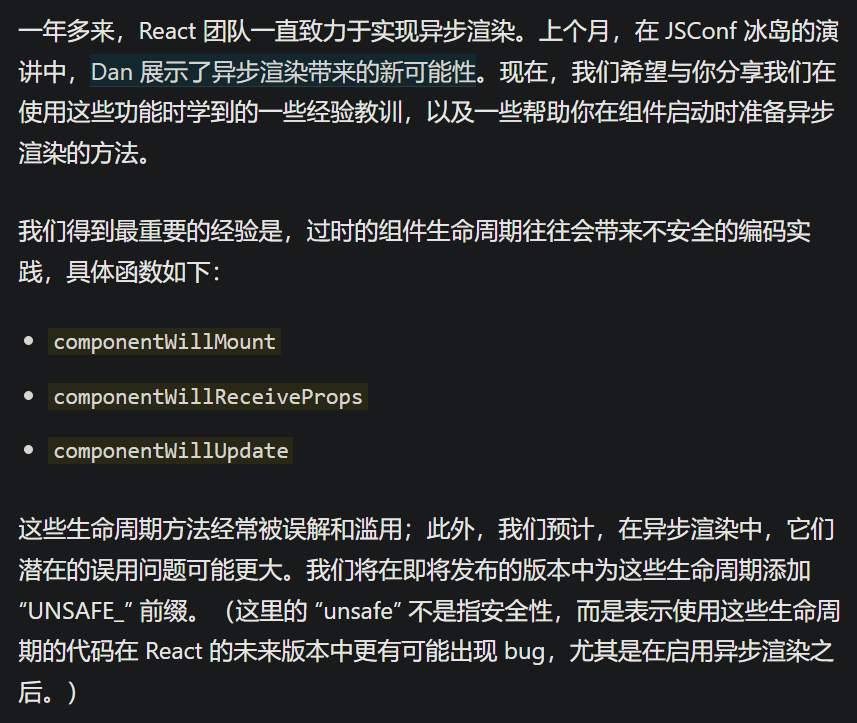 一年多来，React 团队一直致力于实现异步渲染。上个月，在 JSConf 冰岛的演
讲中，Dan 展示了异步渲染带来的新可能性。现在，我们希望与你分享我们在
使用这些功能时学到的一些经验教训，以及一些帮助你在组件启动时准备异步
渲染的方法。
我们得到最重要的经验是，过时的组件生命周期往往会带来不安全的编码实
践，具体函数如下：
• componentWillMount
• componentWillReceiveProps
• componentWillUpdate
这些生命周期方法经常被误解和滥用；此外，我们预计，在异步渲染中，它们
潜在的误用问题可能更大。我们将在即将发布的版本中为这些生命周期添加
“UNSAFE_” 前缀。（这里的 “unsafe” 不是指安全性，而是表示使用这些生命周
期的代码在 React 的未来版本中更有可能出现 bug，尤其是在启用异步渲染之
后。）